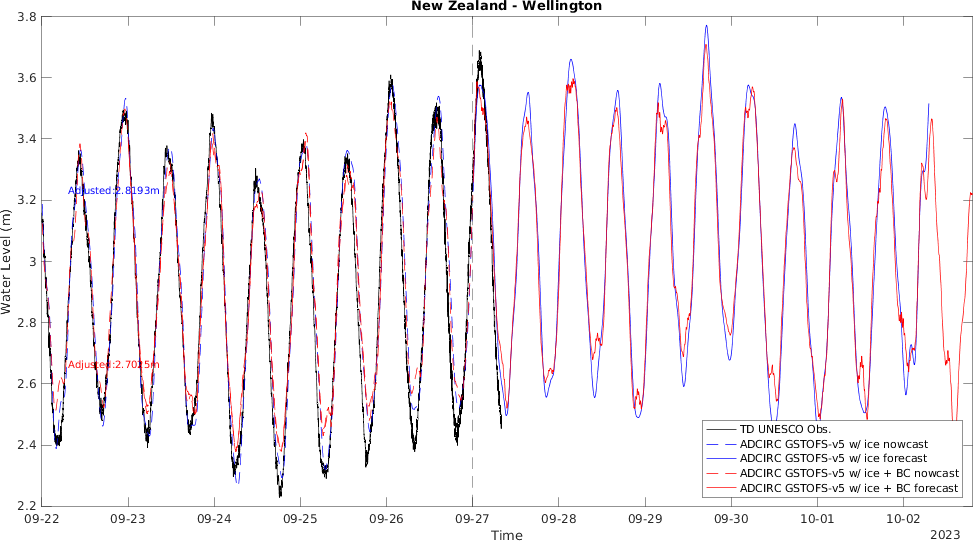 New Zealand - Wellington
3.8
3.6
3.4
3.2
3
2.8
2.6
2.4
2.2
Water Level (m)
Adjusted:2.8193m
Adjusted:2.7025m
TD UNESCO Obs.
ADCIRC GSTOFS-v5 w/ ice nowcast
ADCIRC GSTOFS-v5 w/ ice forecast
ADCIRC GSTOFS-v5 w/ ice + BC nowcast
ADCIRC GSTOFS-v5 w/ ice + BC forecast
09-22 09-23 09-24 09-25 09-26 09-27 09-28 09-29 09-30 10-01 10-02
Time
2023